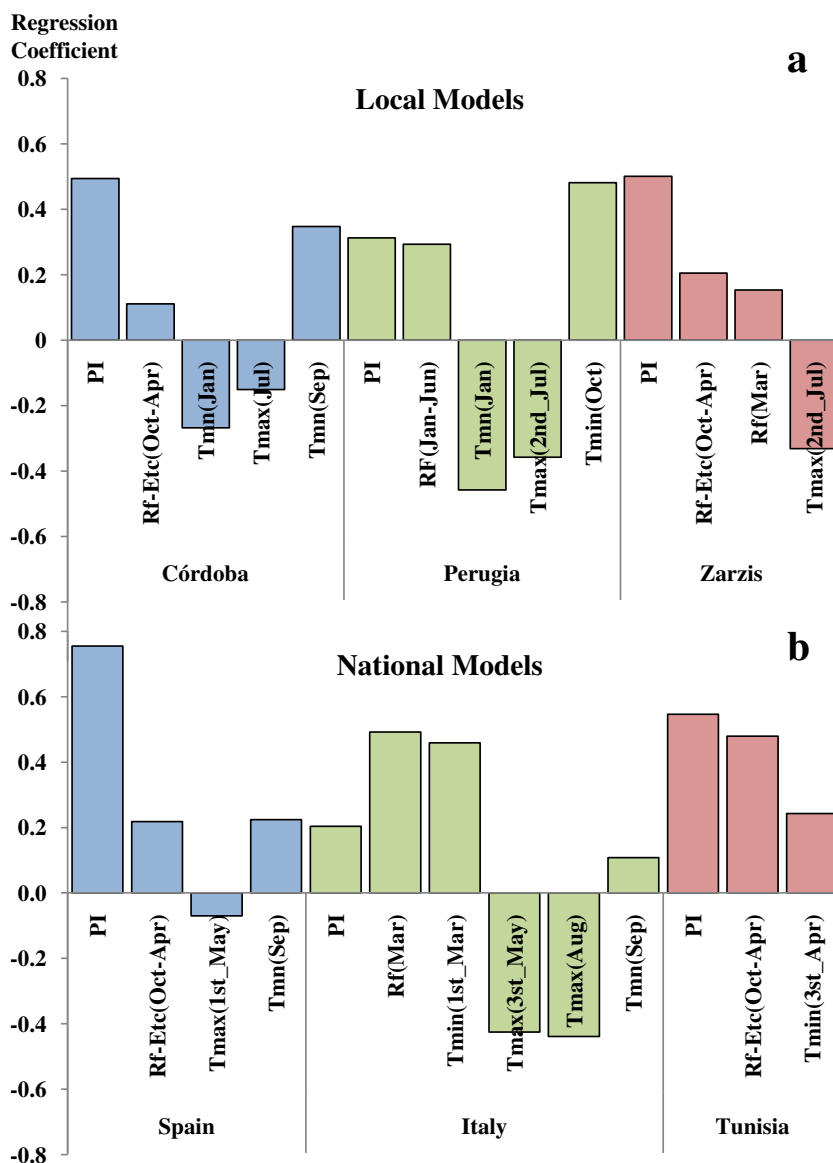 Regression
Coefficient
a
Local Models
0.8
0.6
0.4
0.2
0
-0.2
-0.4
-0.6
-0.8
PI
Rf-Etc(Oct-Apr)
Tmn(Jan)
Tmax(Jul)
Tmn(Sep)
PI
RF(Jan-Jun)
Tmn(Jan)
Tmax(2nd_Jul)
Tmin(Oct)
PI
Rf-Etc(Oct-Apr)
Rf(Mar)
Tmax(2nd_Jul)
Córdoba
Perugia
Zarzis
b
National Models
0.8
0.6
0.4
0.2
0.0
-0.2
-0.4
-0.6
-0.8
PI
Rf-Etc(Oct-Apr)
Tmax(1st_May)
Tmn(Sep)
PI
Rf(Mar)
Tmin(1st_Mar)
Tmax(3st_May)
Tmax(Aug)
Tmn(Sep)
PI
Rf-Etc(Oct-Apr)
Tmin(3st_Apr)
Spain
Italy
Tunisia